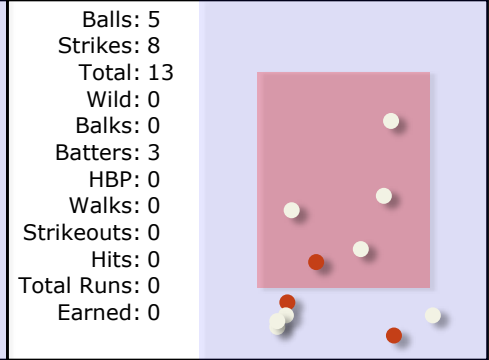 Balls: 5
Strikes: 8
Total: 13
Wild: 0
Balks: 0
Batters: 3
HBP: 0
Walks: 0
Strikeouts: 0
Hits: 0
Total Runs: 0
Earned: 0